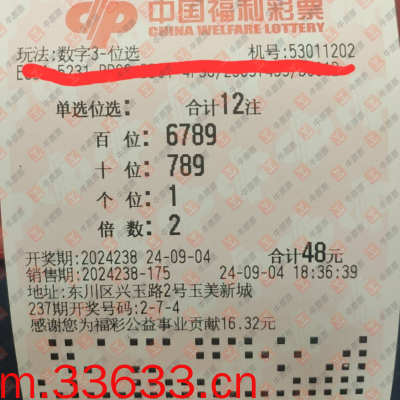 中国福利彩票
CHINA WELFARE LOTTERY
玩法:数字3-位选 机号:53011202
单选位选: 合计12注
百位: 6789
十位: 789
个位: 1
倍数: 2
开奖期:2024238 24-09-04 合计48元
销售期:2024238-175 24-09-04 18:36:39
地址:东川区兴玉路2号玉美新城
237期开奖号码:2-7-4
感谢您为福彩公益事业贡献16.32元
m.33633.cn